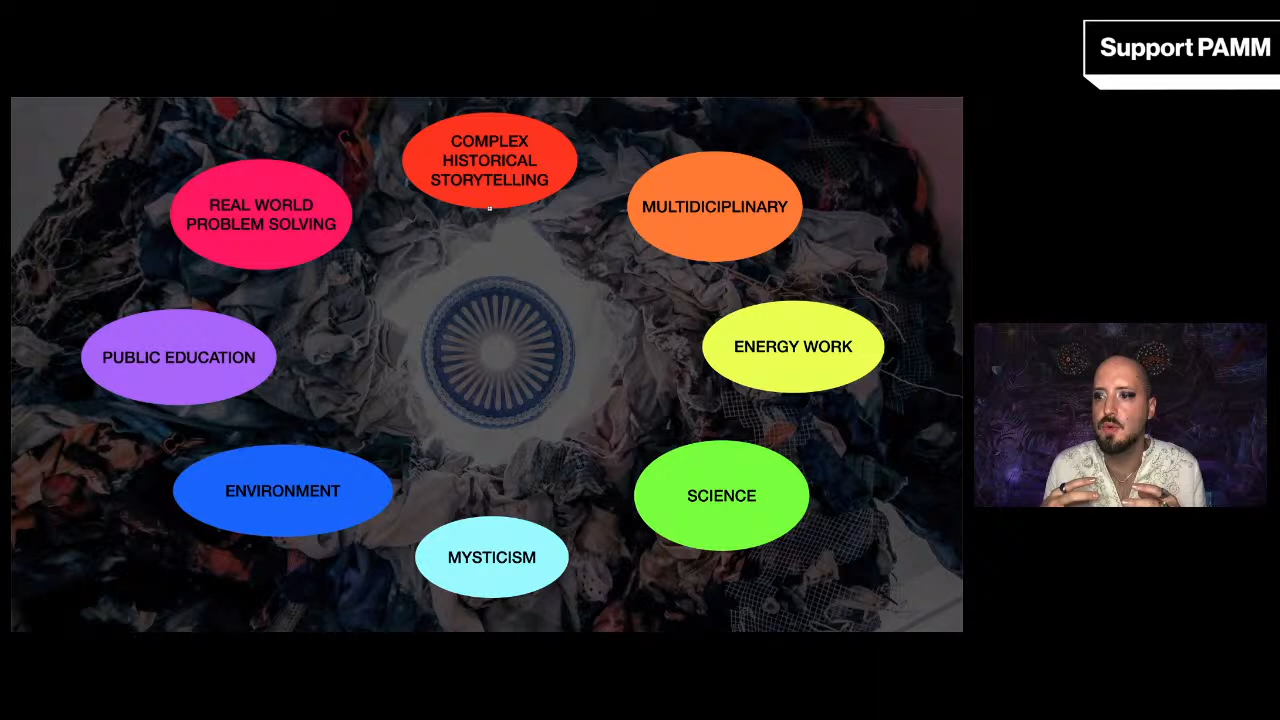 Support PAMM
COMPLEX
HISTORICAL
STORYTELLING
REAL WORLD
PROBLEM SOLVING
MULTIDICIPLINARY
PUBLIC EDUCATION
ENERGY WORK
ENVIRONMENT
SCIENCE
MYSTICISM